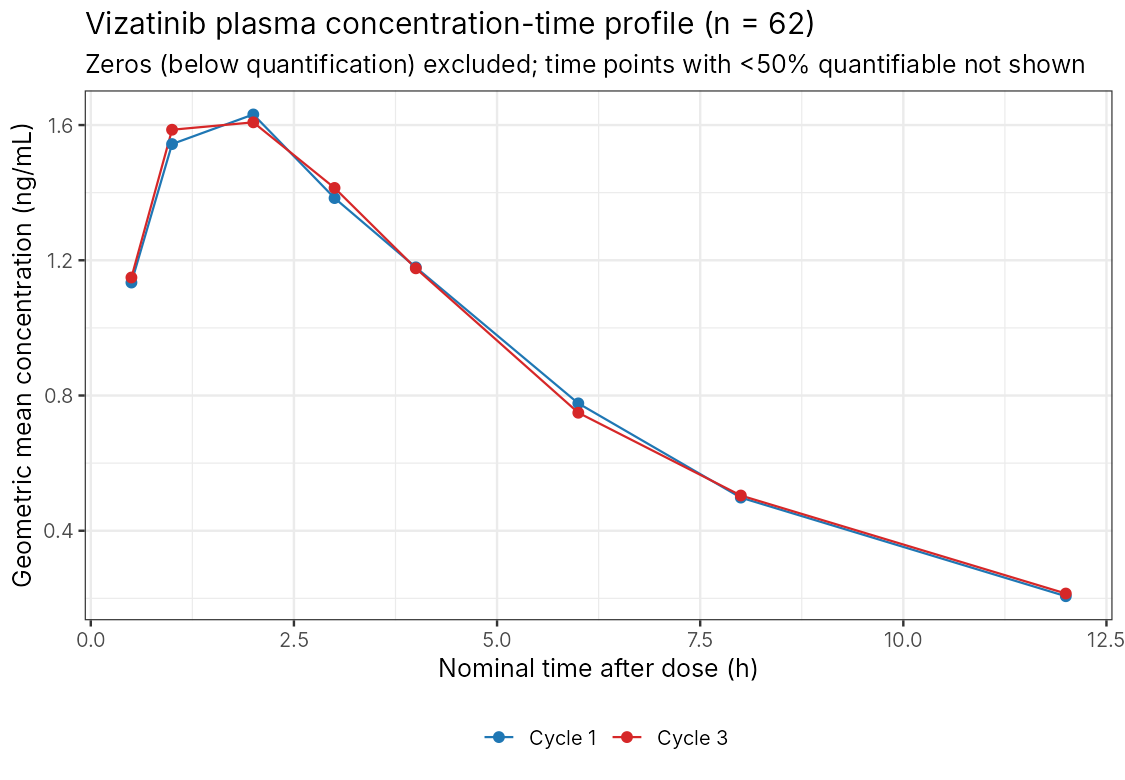 Vizatinib plasma concentration-time profile (n = 62)
Zeros (below quantification) excluded; time points with <50% quantifiable not shown
Geometric mean concentration (ng/mL)
1.6
1.2
0.8
0.4
0.0 2.5 5.0 7.5 10.0 12.5
Nominal time after dose (h)
Cycle 1 Cycle 3